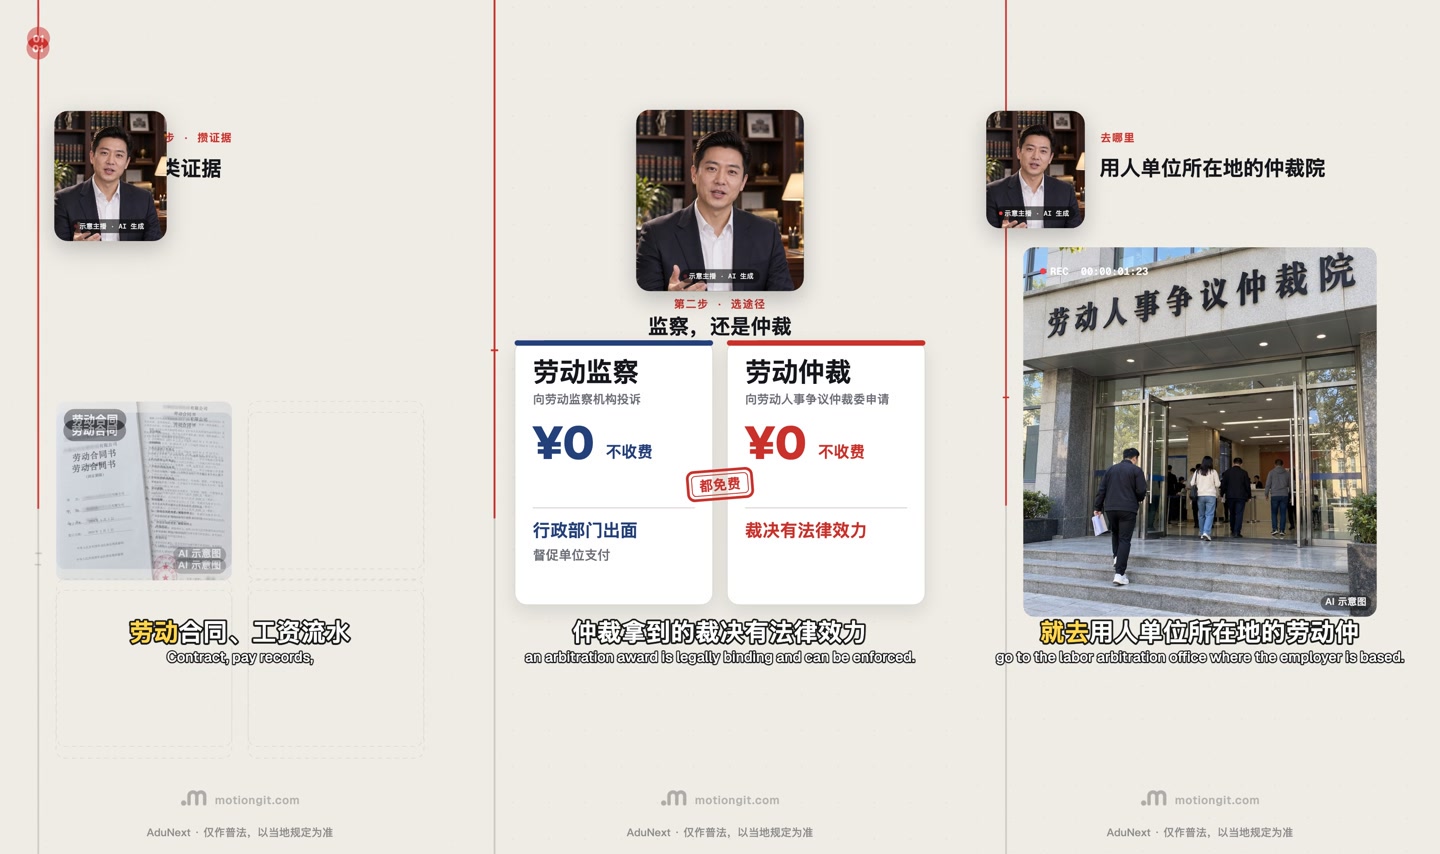 01
步 · 攒证据
类证据
示意主播 · AI 生成
劳动合同
劳动合同
劳动合同书
劳动合同书
AI 示意图
AI 示意图
劳动合同、工资流水
Contract, pay records,
motiongit.com
AduNext · 仅作普法，以当地规定为准
示意主播 · AI 生成
第二步 · 选途径
监察，还是仲裁
劳动监察
向劳动监察机构投诉
¥0 不收费
行政部门出面
督促单位支付
都免费
劳动仲裁
向劳动人事争议仲裁委申请
¥0 不收费
裁决有法律效力
仲裁拿到的裁决有法律效力
an arbitration award is legally binding and can be enforced.
motiongit.com
AduNext · 仅作普法，以当地规定为准
示意主播 · AI 生成
去哪里
用人单位所在地的仲裁院
REC 00:00:01:23
劳动人事争议仲裁院
AI 示意图
就去用人单位所在地的劳动仲
go to the labor arbitration office where the employer is based.
motiongit.com
AduNext · 仅作普法，以当地规定为准